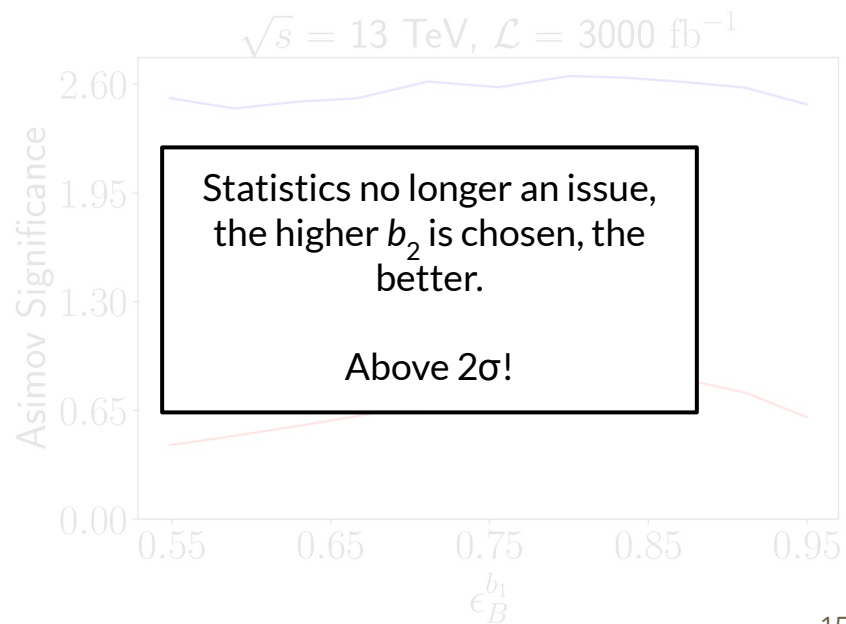 √s = 13 TeV, ℒ = 3000 fb⁻¹
2.60
1.95
1.30
0.65
0.00
Asimov Significance
Statistics no longer an issue,
the higher b₂ is chosen, the
better.
Above 2σ!
0.55 0.65 0.75 0.85 0.95
ϵ_B^{b₁}
15